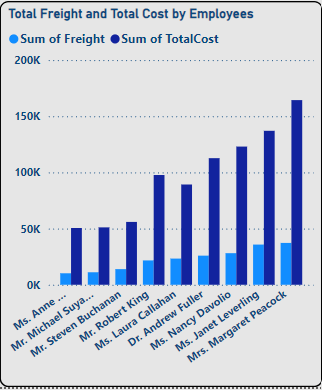 Total Freight and Total Cost by Employees
Sum of Freight Sum of TotalCost
200K
150K
100K
50K
0K
Ms. Anne ...
Mr. Michael Suya...
Mr. Steven Buchanan
Mr. Robert King
Ms. Laura Callahan
Dr. Andrew Fuller
Ms. Nancy Davolio
Ms. Janet Leverling
Mrs. Margaret Peacock